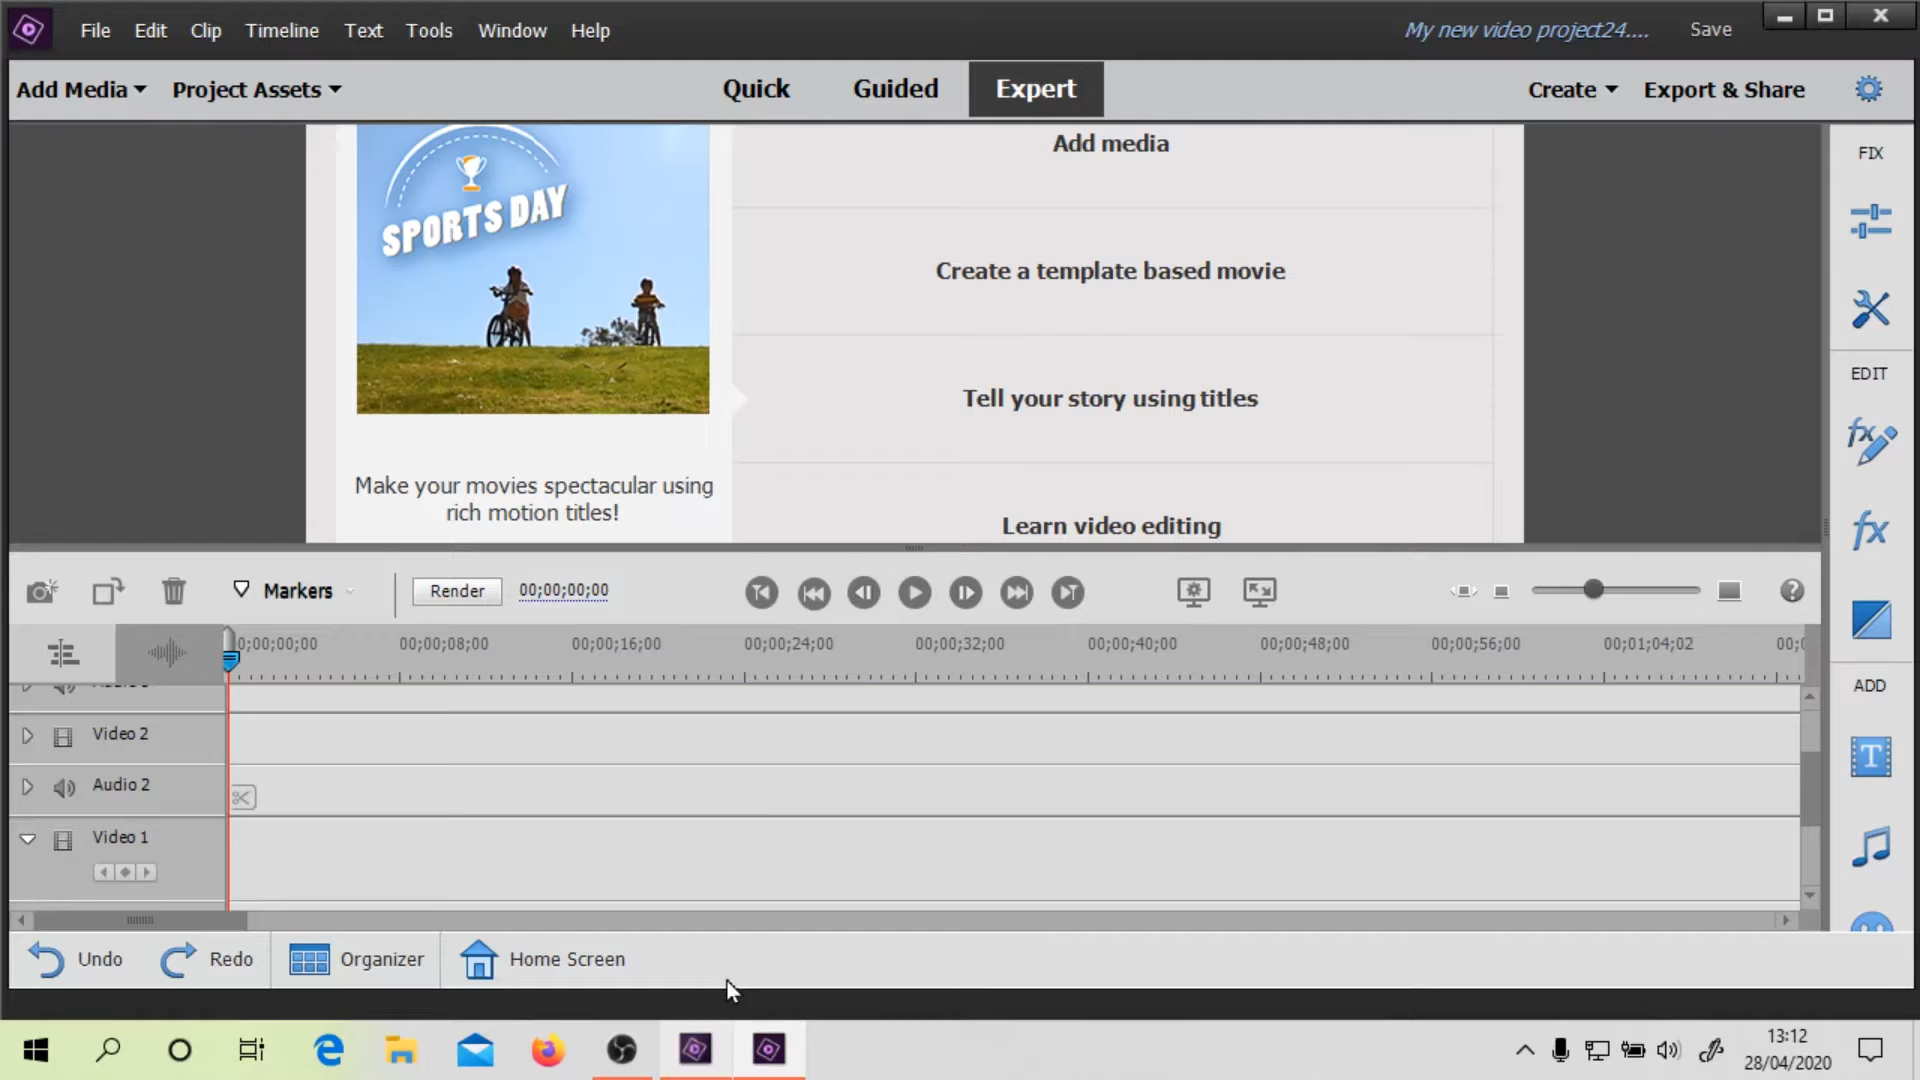 File Edit Clip Timeline Text Tools Window Help
My new video project24.... Save
Add Media Project Assets
Quick Guided Expert
Create Export & Share
SPORTS DAY
Make your movies spectacular using
rich motion titles!
Add media
Create a template based movie
Tell your story using titles
Learn video editing
FIX
EDIT
ADD
Markers Render 00;00;00;00
0;00;00;00 00;00;08;00 00;00;16;00 00;00;24;00 00;00;32;00 00;00;40;00 00;00;48;00 00;00;56;00 00;01;04;02 00;0
Video 2
Audio 2
Video 1
Undo Redo Organizer Home Screen
13:12
28/04/2020